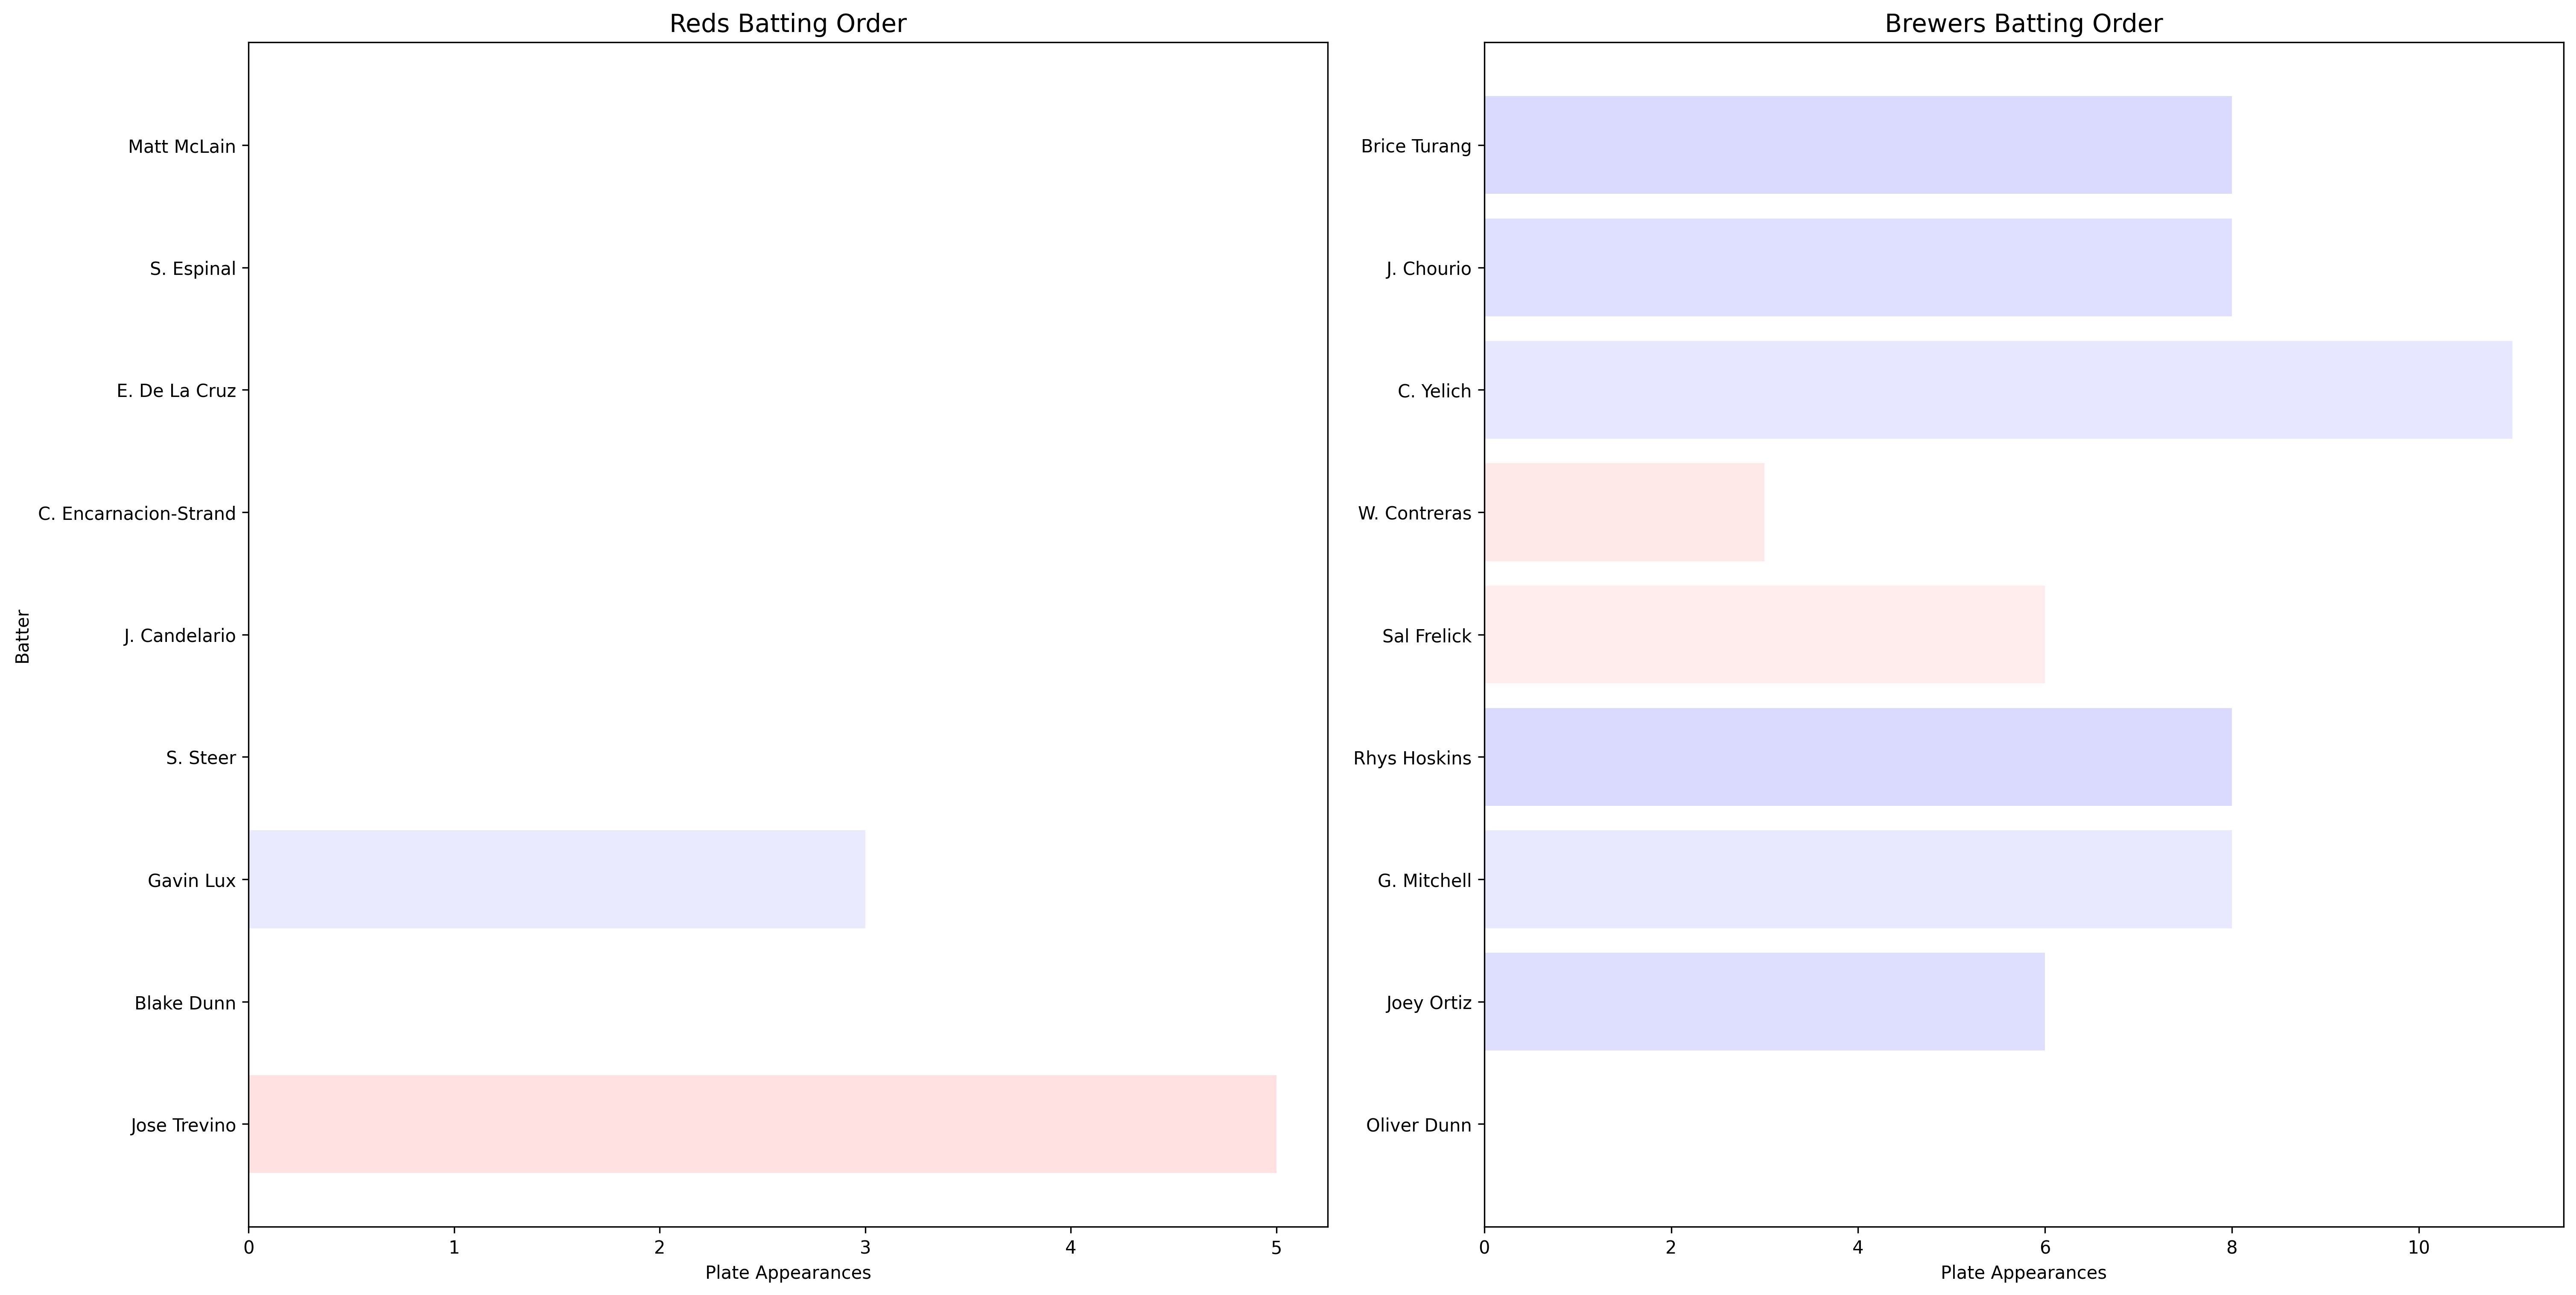 Reds Batting Order
Batter
Matt McLain
S. Espinal
E. De La Cruz
C. Encarnacion-Strand
J. Candelario
S. Steer
Gavin Lux
Blake Dunn
Jose Trevino
0 1 2 3 4 5
Plate Appearances
Brewers Batting Order
Brice Turang
J. Chourio
C. Yelich
W. Contreras
Sal Frelick
Rhys Hoskins
G. Mitchell
Joey Ortiz
Oliver Dunn
0 2 4 6 8 10
Plate Appearances